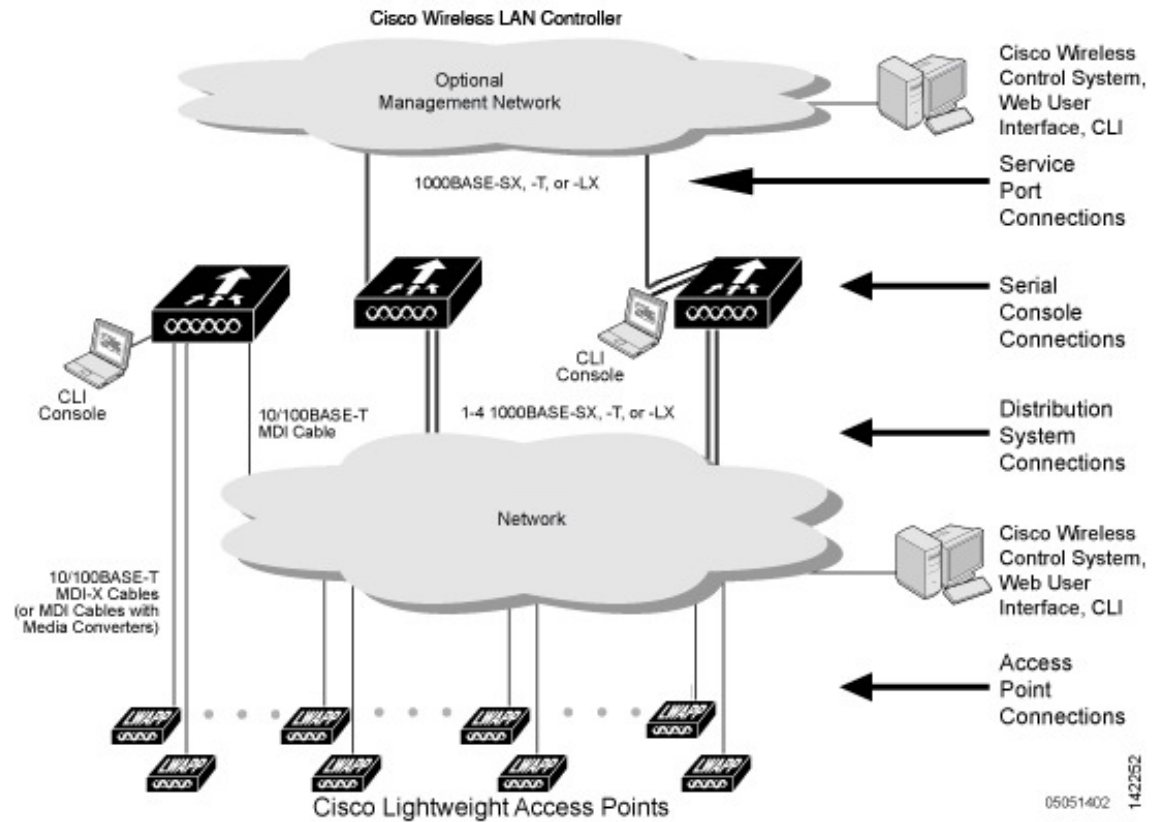 Cisco Wireless LAN Controller
Optional
Management Network
Cisco Wireless
Control System,
Web User
Interface, CLI
1000BASE-SX, -T, or -LX
Service
Port
Connections
Serial
Console
Connections
CLI
Console
CLI
Console
10/100BASE-T
MDI Cable
1-4 1000BASE-SX, -T, or -LX
Distribution
System
Connections
Network
Cisco Wireless
Control System,
Web User
Interface, CLI
10/100BASE-T
MDI-X Cables
(or MDI Cables with
Media Converters)
Access
Point
Connections
LWAPP
LWAPP
LWAPP
LWAPP
LWAPP
LWAPP
LWAPP
LWAPP
Cisco Lightweight Access Points
05051402
142252